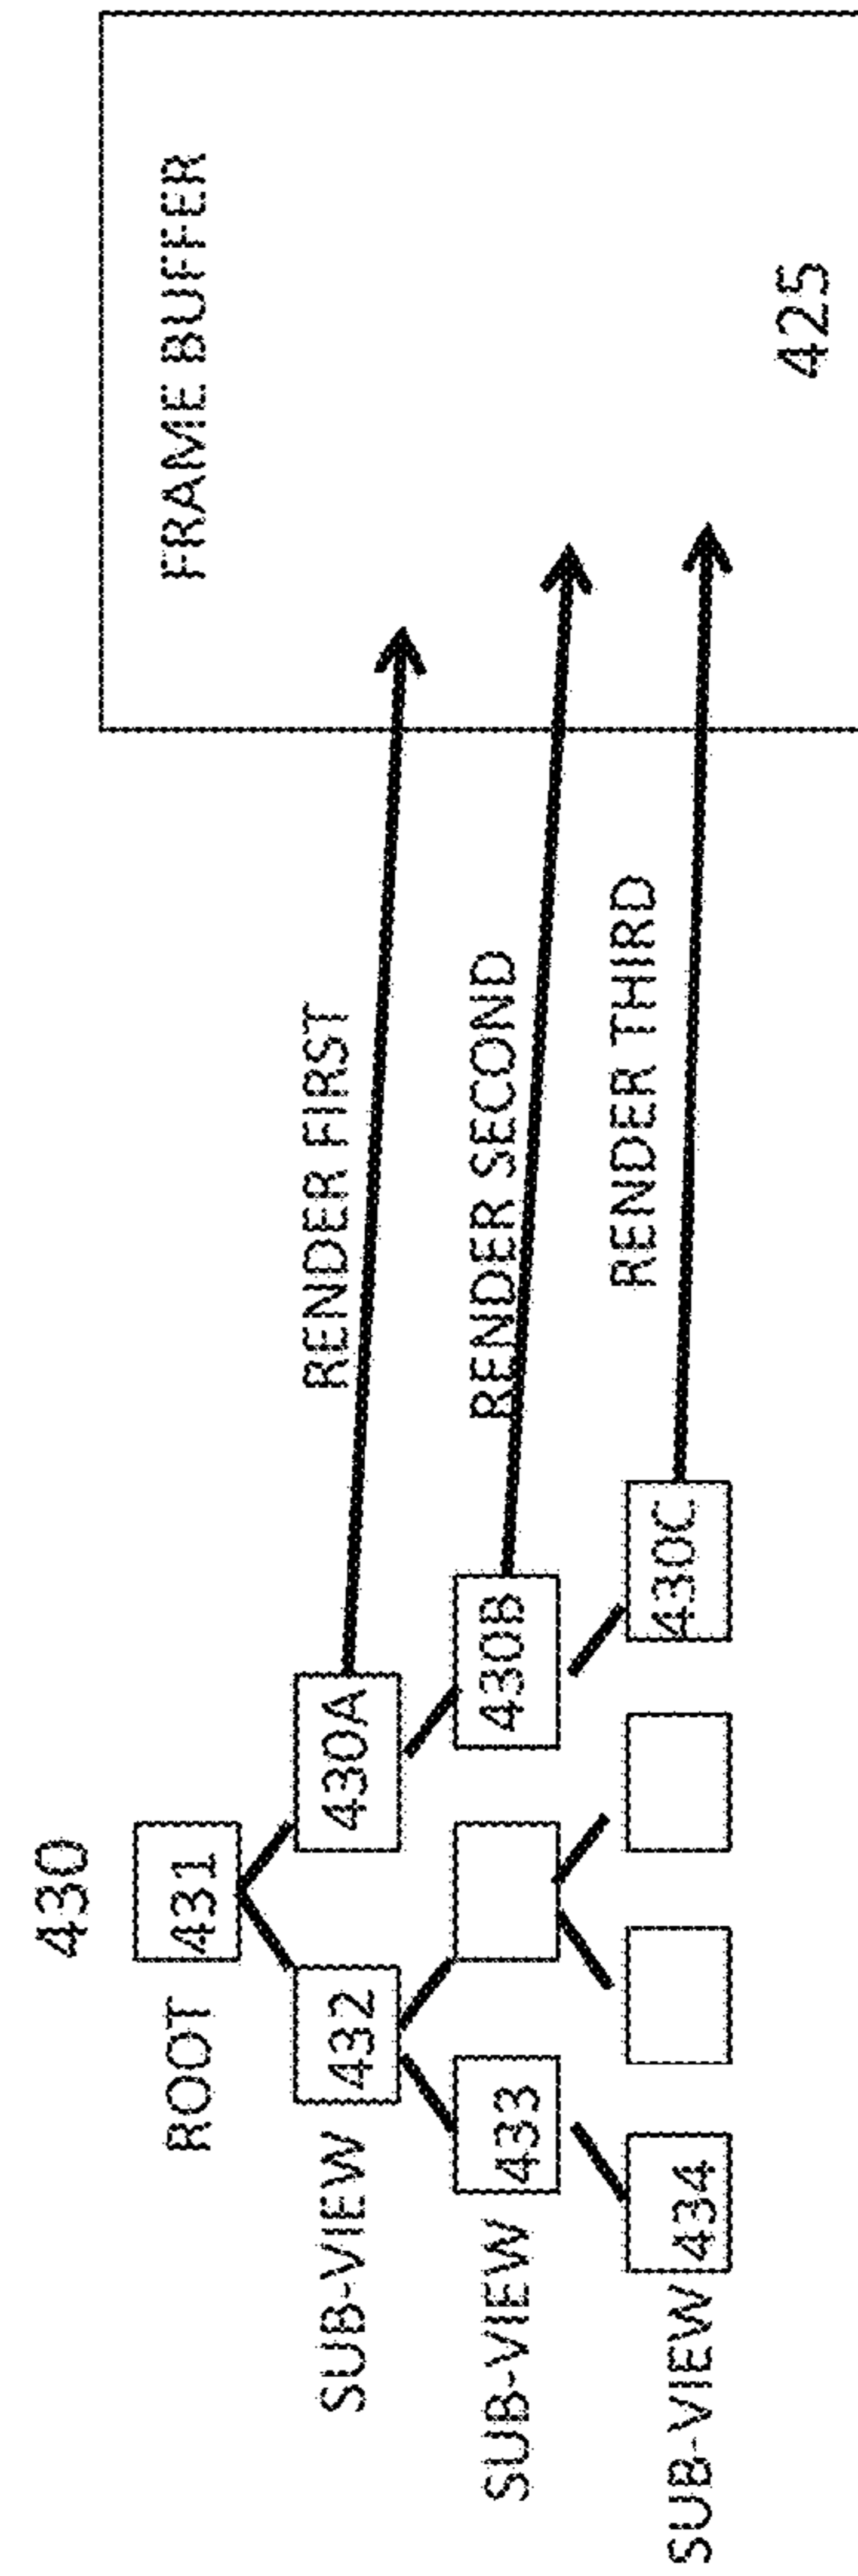 430
ROOT
431
FRAME BUFFER
SUB-VIEW
432
430A
RENDER FIRST
SUB-VIEW
433
430B
RENDER SECOND
SUB-VIEW
434
430C
RENDER THIRD
425